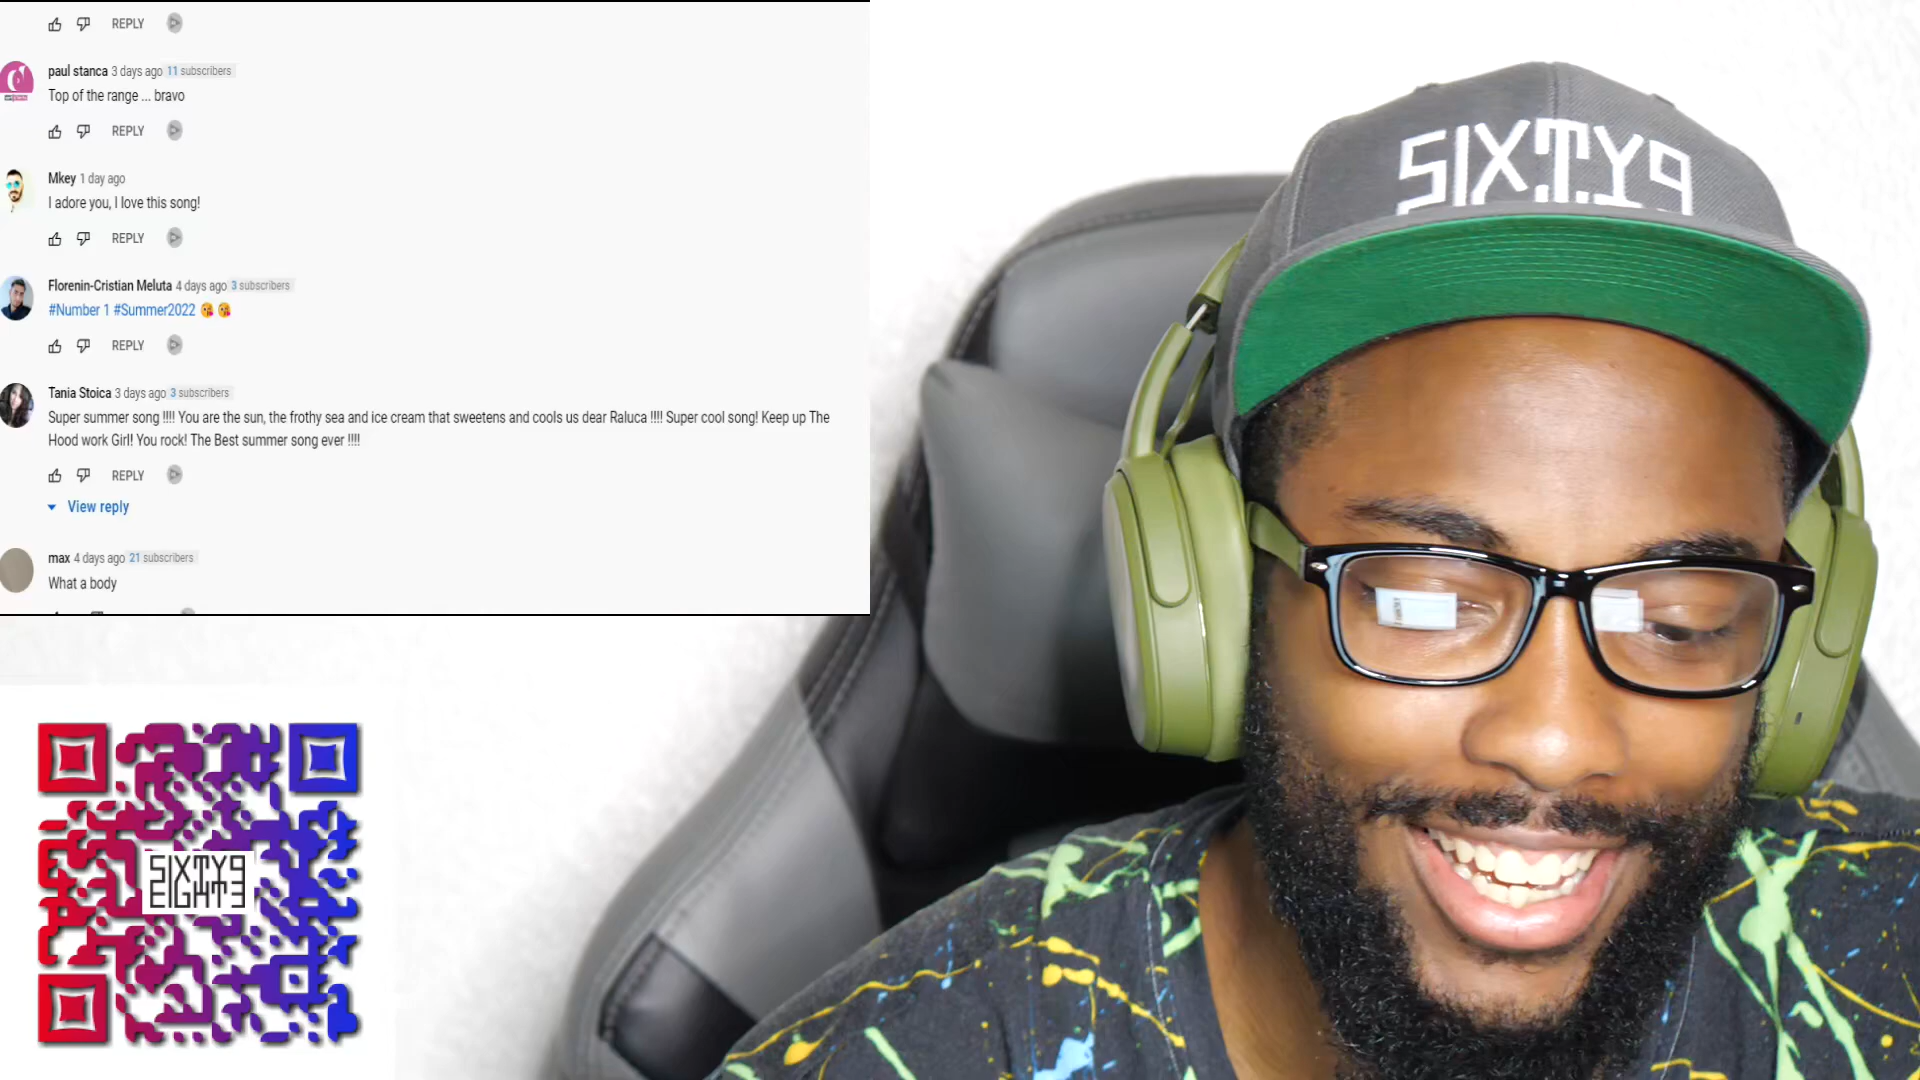 REPLY
paul stanca 3 days ago 11 subscribers
Top of the range ... bravo
REPLY
Mkey 1 day ago
I adore you, I love this song!
REPLY
Florenin-Cristian Meluta 4 days ago 3 subscribers
#Number 1 #Summer2022 😘 😘
REPLY
Tania Stoica 3 days ago 3 subscribers
Super summer song !!!! You are the sun, the frothy sea and ice cream that sweetens and cools us dear Raluca !!!! Super cool song! Keep up The
Hood work Girl! You rock! The Best summer song ever !!!!
REPLY
View reply
max 4 days ago 21 subscribers
What a body
SIXTY9
EIGHT3
SIXTY9